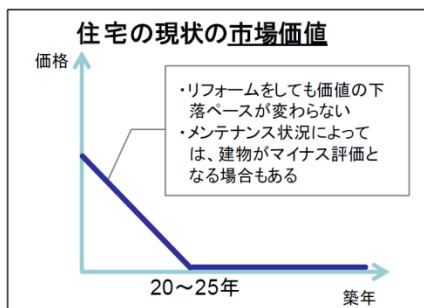 住宅の現状の市場価値
価格
・リフォームをしても価値の下
落ペースが変わらない
・メンテナンス状況によって
は、建物がマイナス評価と
なる場合もある
20～25年
築年